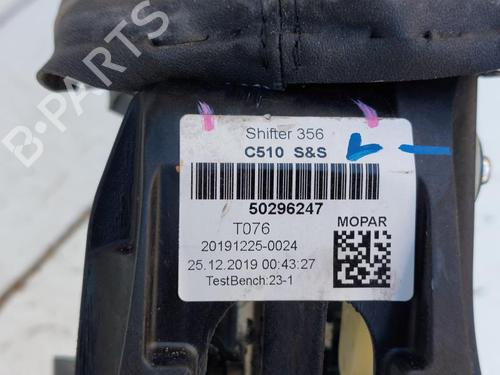 B-PARTS
Shifter 356
C510 S&S
50296247
T076
MOPAR
20191225-0024
25.12.2019 00:43:27
TestBench:23-1